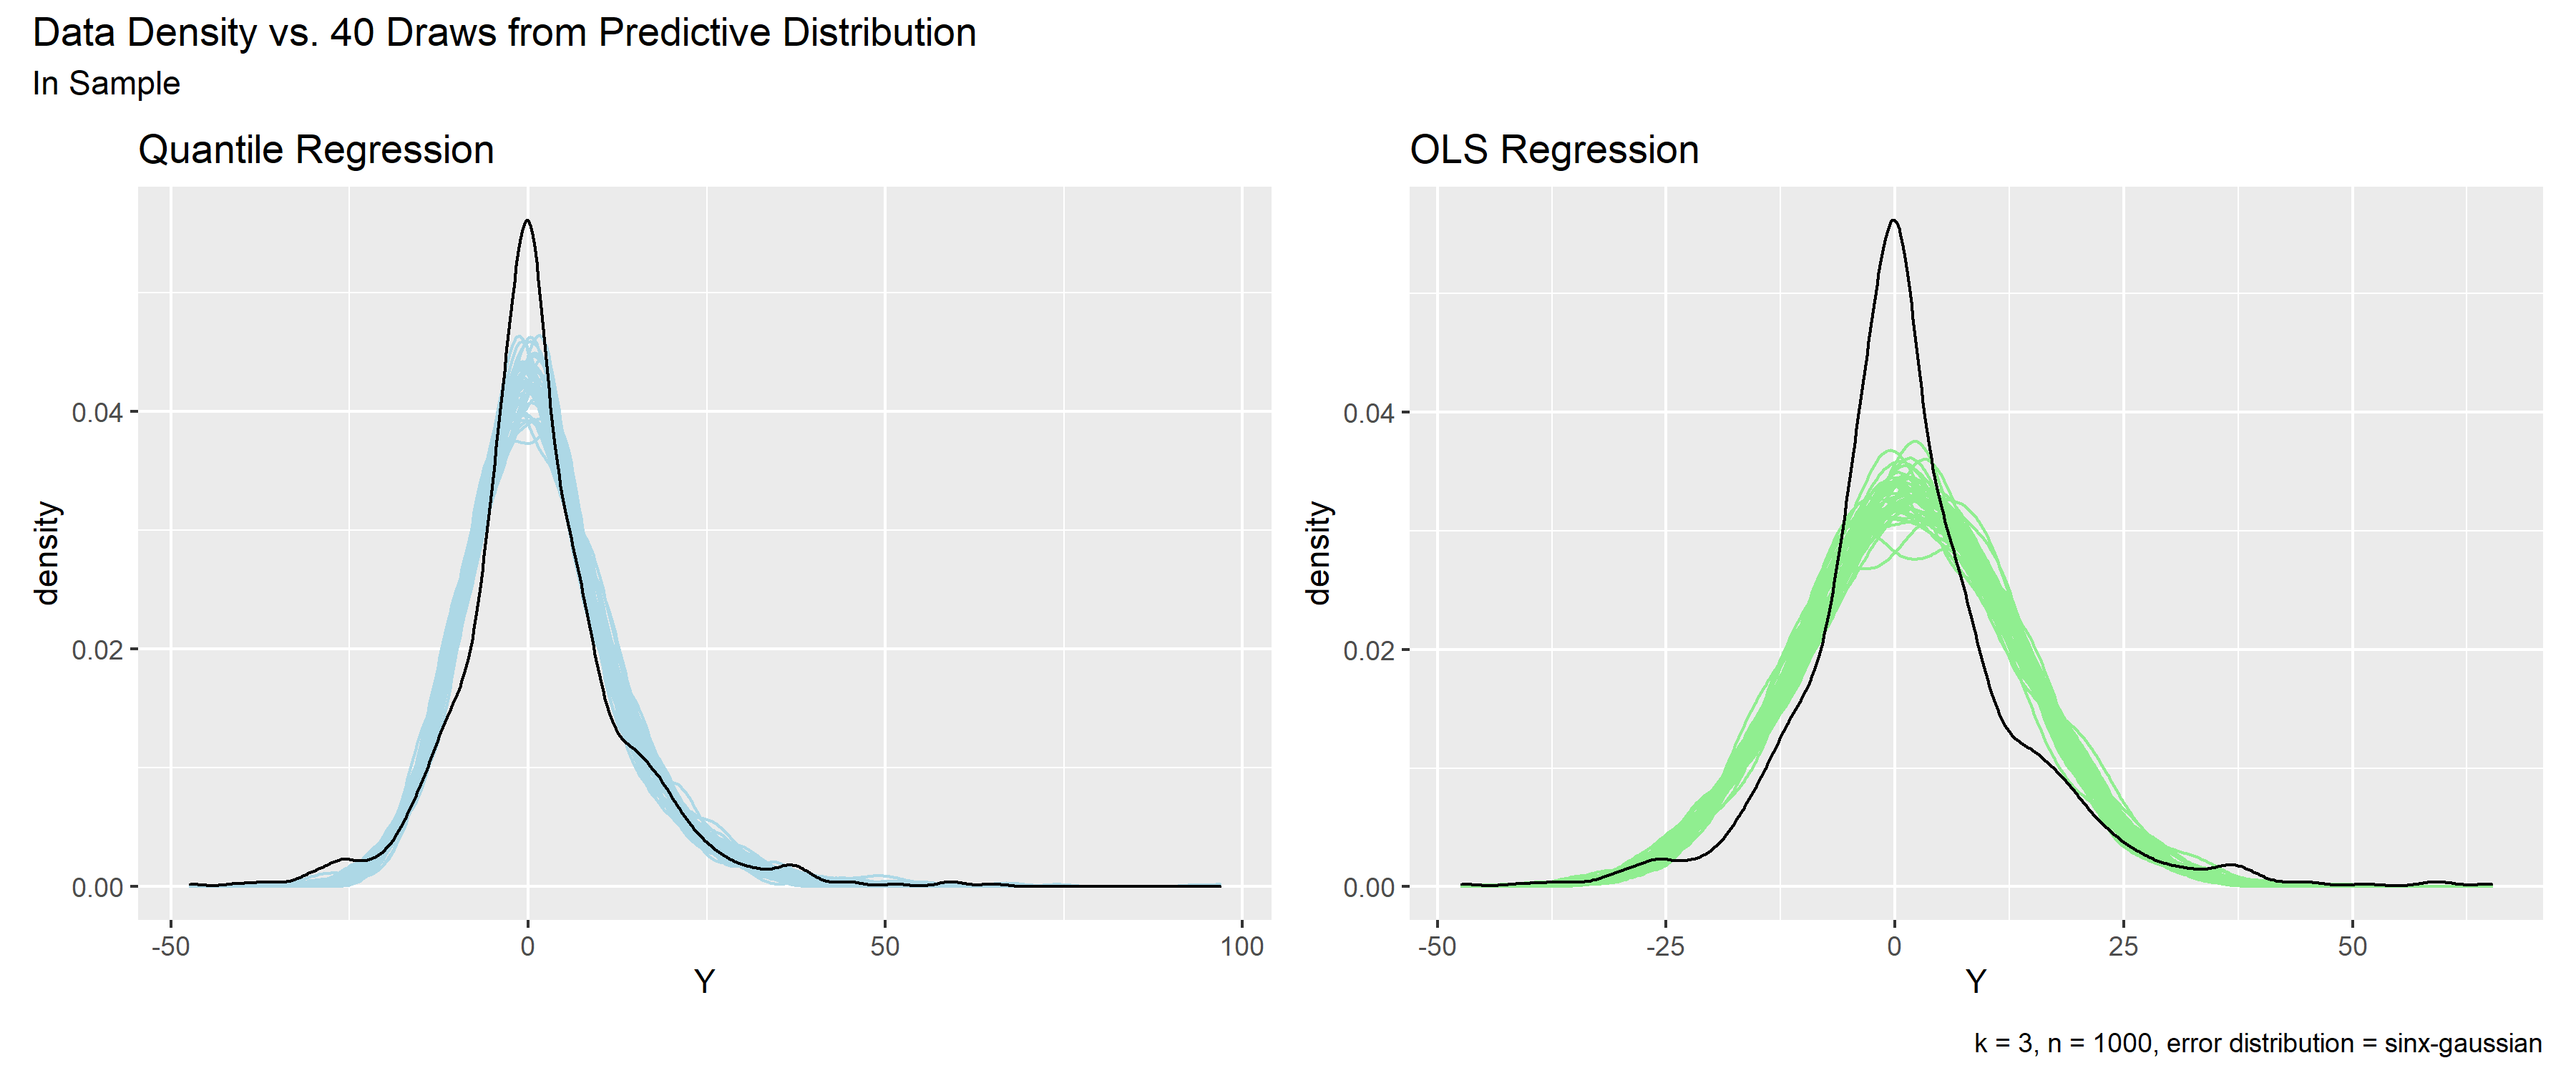 Data Density vs. 40 Draws from Predictive Distribution
In Sample
Quantile Regression
density
0.04
0.02
0.00
-50 0 50 100
Y
OLS Regression
density
0.04
0.02
0.00
-50 -25 0 25 50
Y
k = 3, n = 1000, error distribution = sinx-gaussian